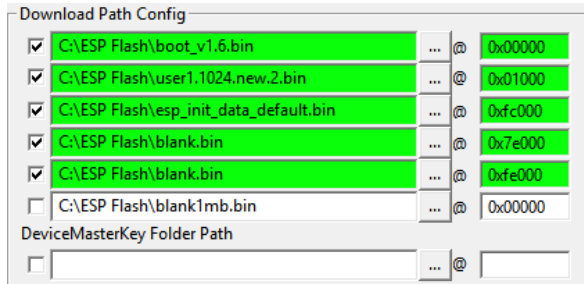 Download Path Config
C:\ESP Flash\boot_v1.6.bin ... @ 0x00000
C:\ESP Flash\user1.1024.new.2.bin ... @ 0x01000
C:\ESP Flash\esp_init_data_default.bin ... @ 0xfc000
C:\ESP Flash\blank.bin ... @ 0x7e000
C:\ESP Flash\blank.bin ... @ 0xfe000
C:\ESP Flash\blank1mb.bin ... @ 0x00000
DeviceMasterKey Folder Path
... @